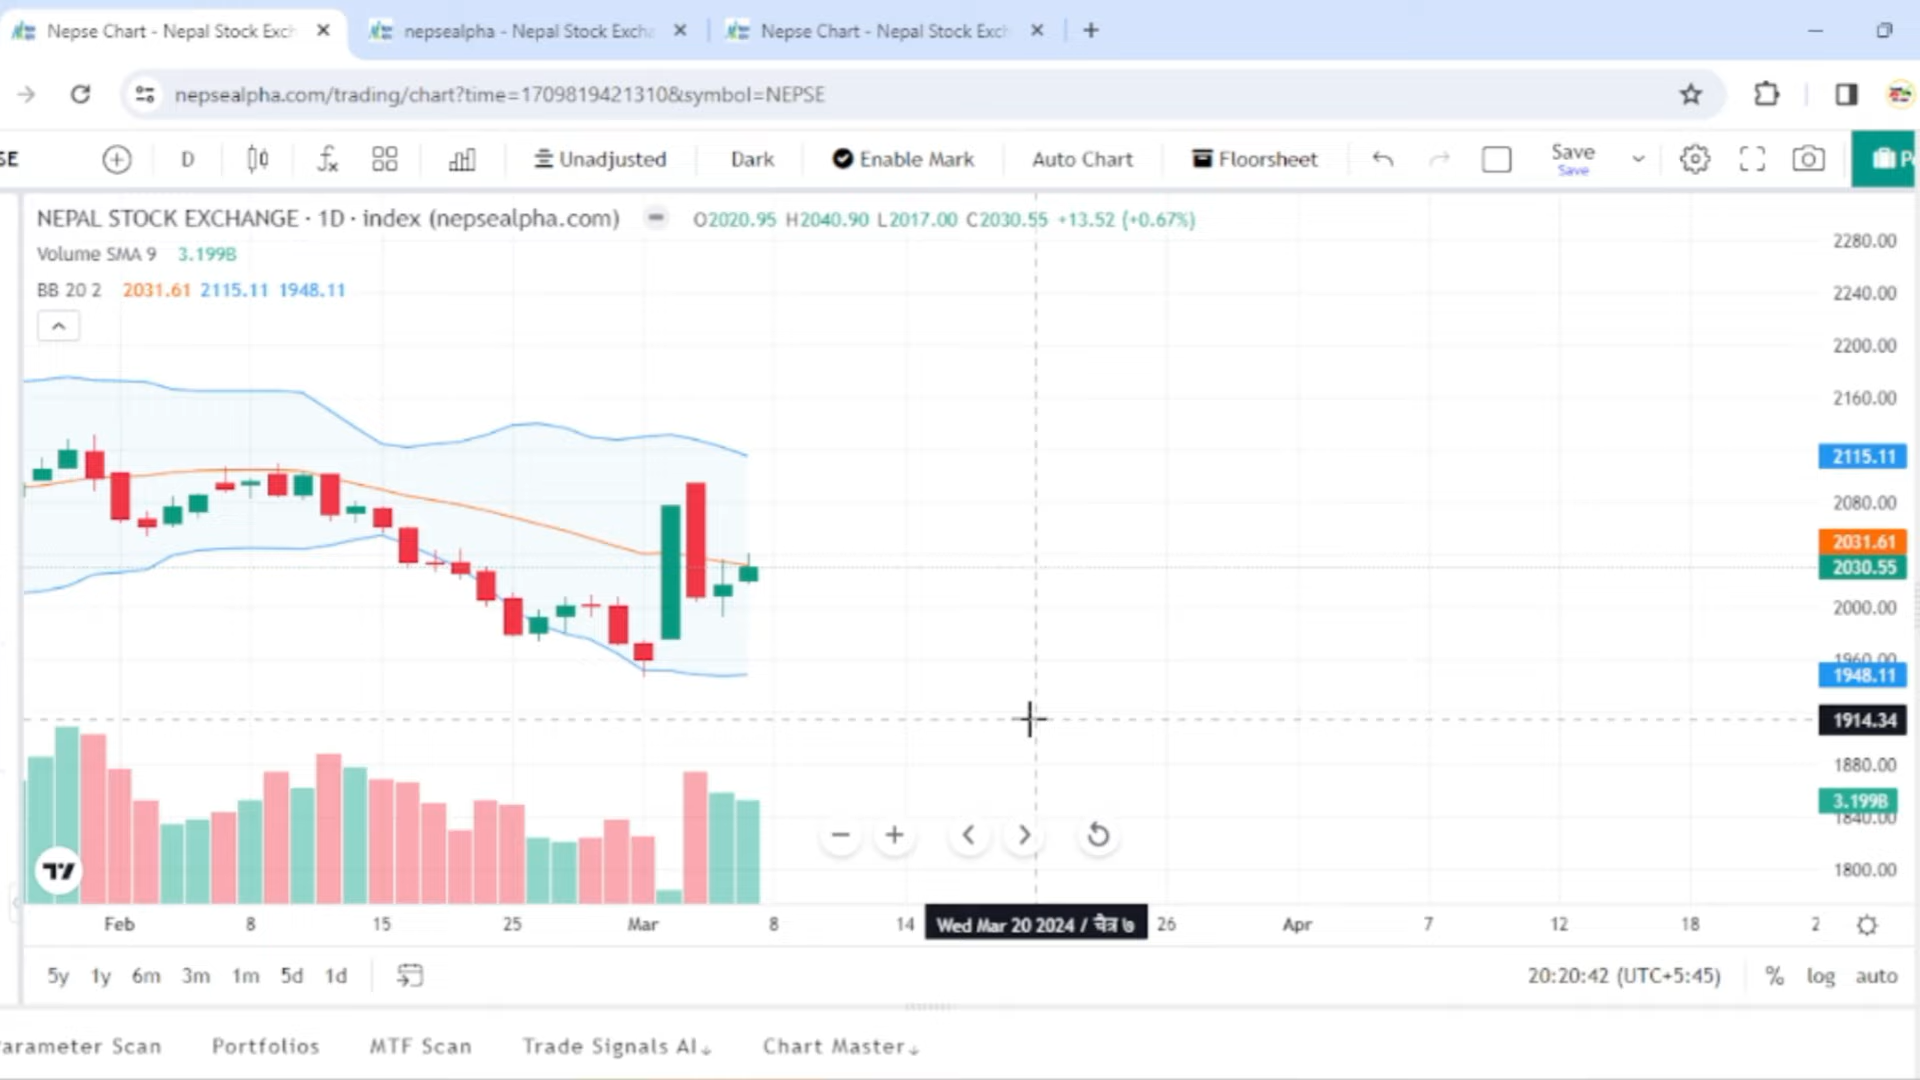 Nepse Chart - Nepal Stock Exch
nepsealpha - Nepal Stock Excha
Nepse Chart - Nepal Stock Exch
nepsealpha.com/trading/chart?time=1709819421310&symbol=NEPSE
SE D Unadjusted Dark Enable Mark Auto Chart Floorsheet Save
Save
NEPAL STOCK EXCHANGE · 1D · index (nepsealpha.com) O2020.95 H2040.90 L2017.00 C2030.55 +13.52 (+0.67%)
Volume SMA 9 3.199B
BB 20 2 2031.61 2115.11 1948.11
2280.00
2240.00
2200.00
2160.00
2115.11
2080.00
2031.61
2030.55
2000.00
1960.00
1948.11
1914.34
1880.00
3.199B
1840.00
1800.00
Feb 8 15 25 Mar 8 14 Wed Mar 20 2024 / चैत्र ७ 26 Apr 7 12 18 2
5y 1y 6m 3m 1m 5d 1d 20:20:42 (UTC+5:45) % log auto
arameter Scan Portfolios MTF Scan Trade Signals AI↓ Chart Master↓